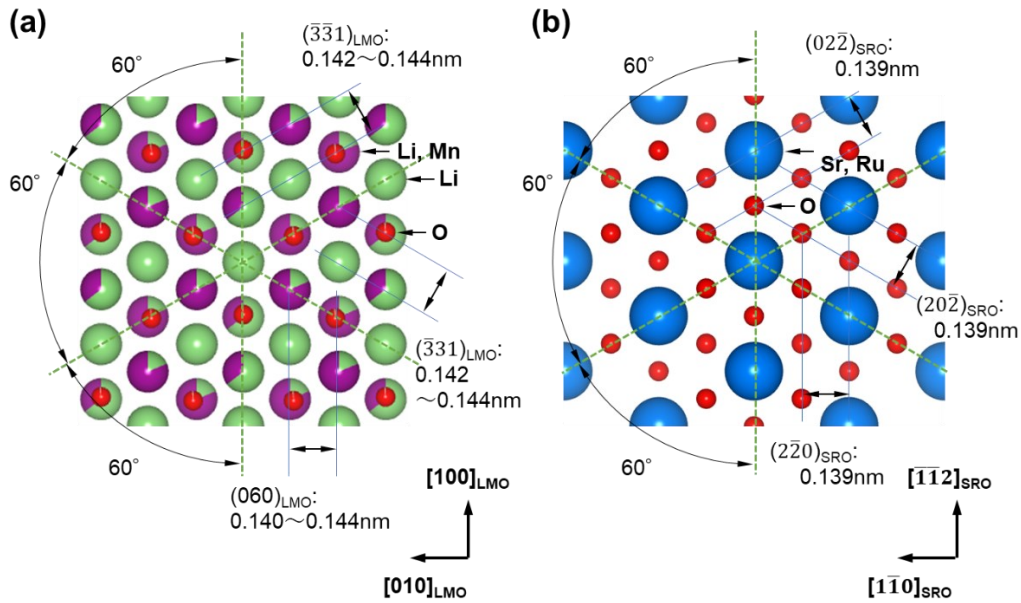 (a)
(3̅3̅1)LMO:
0.142～0.144nm
60°
Li, Mn
Li
60°
O
(3̅31)LMO:
0.142
～0.144nm
60°
(060)LMO:
0.140～0.144nm
[100]LMO
[010]LMO
(b)
(022̅)SRO:
0.139nm
60°
Sr, Ru
60°
O
(202̅)SRO:
0.139nm
60°
(22̅0)SRO:
0.139nm
[1̅1̅2]SRO
[11̅0]SRO